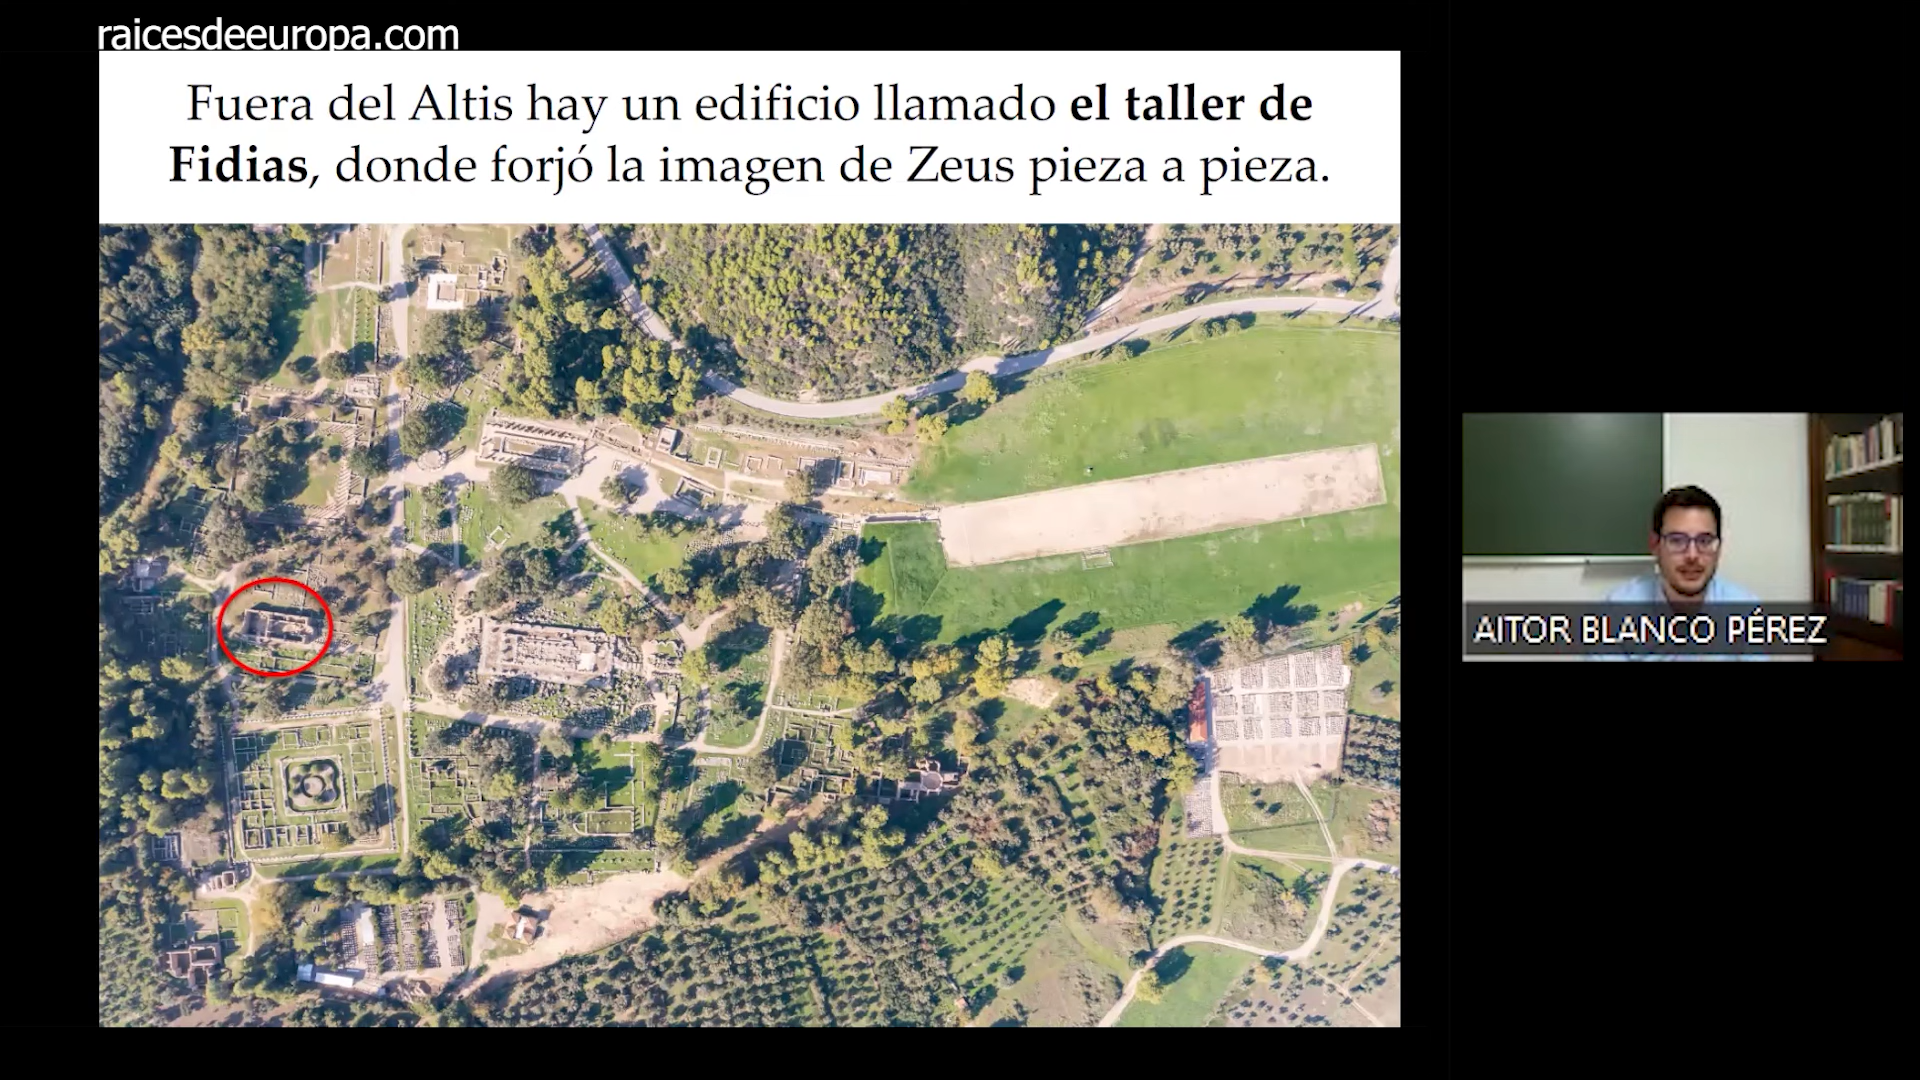 raicesdeeuropa.com
Fuera del Altis hay un edificio llamado el taller de
Fidias, donde forjó la imagen de Zeus pieza a pieza.
AITOR BLANCO PÉREZ